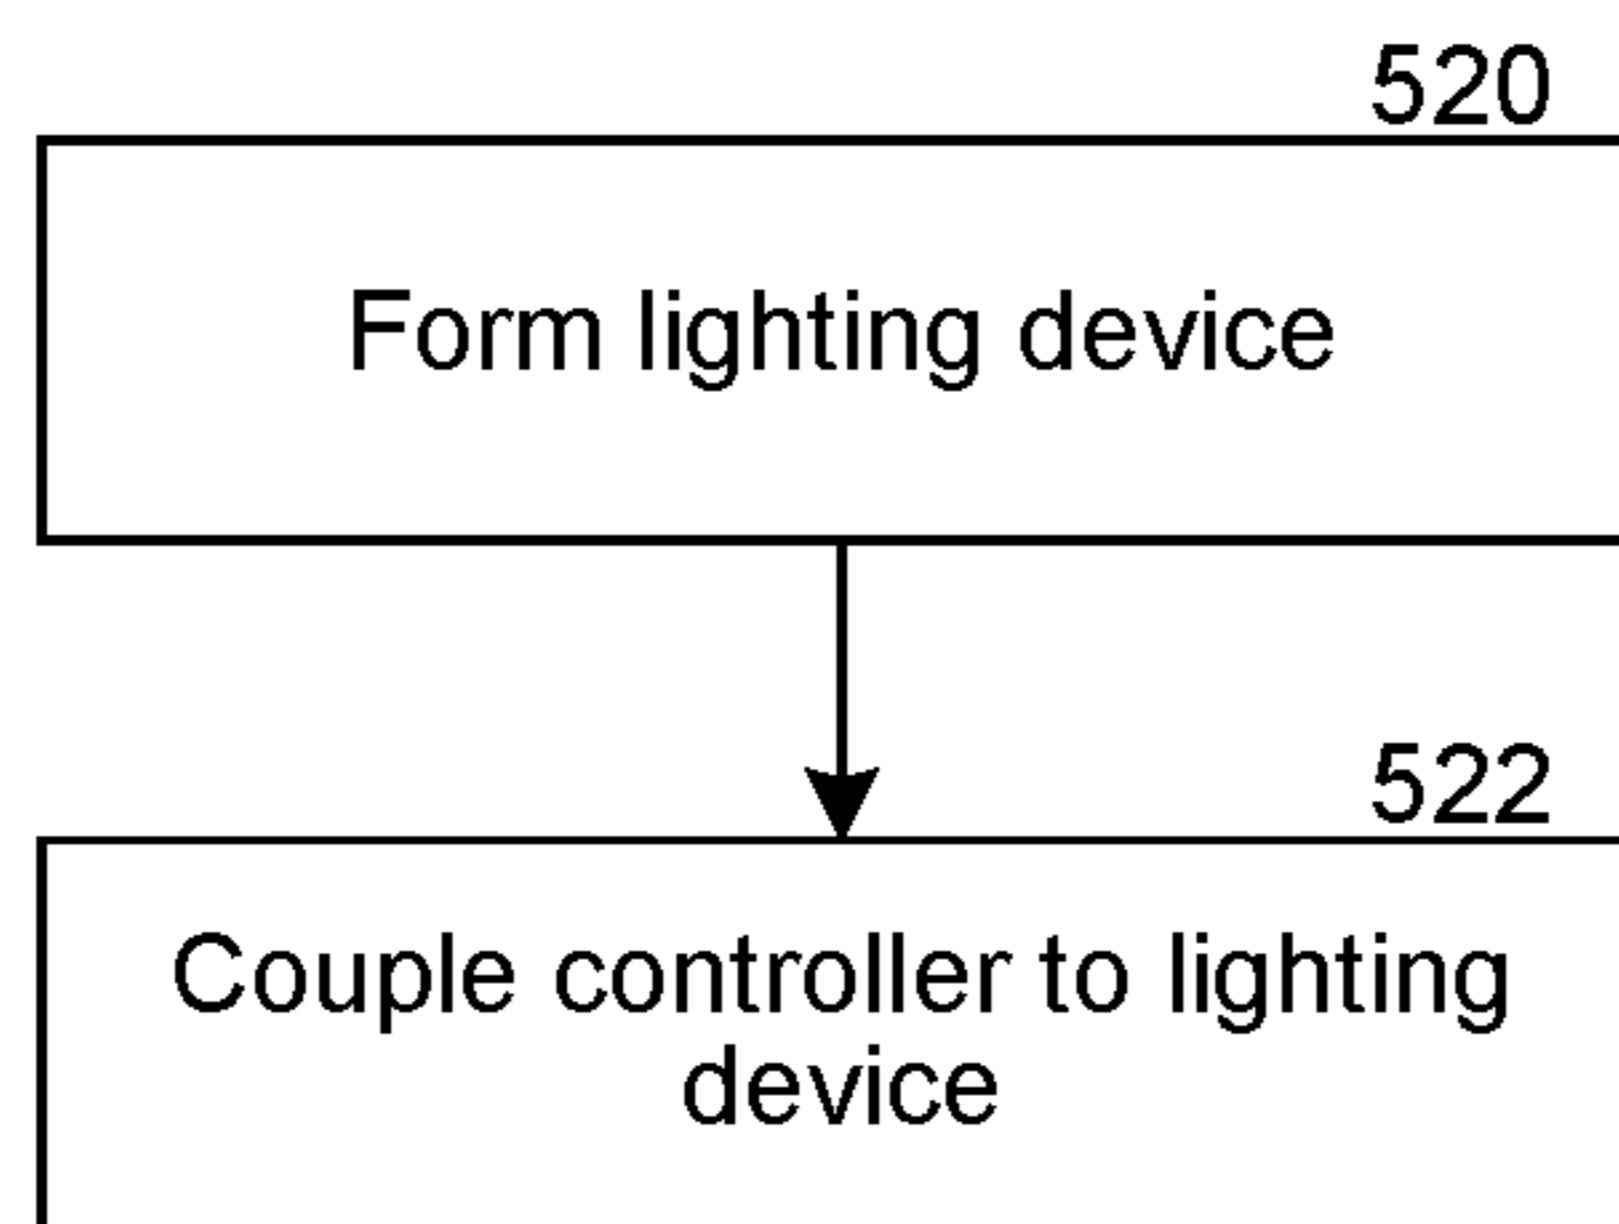 520
Form lighting device
522
Couple controller to lighting
device